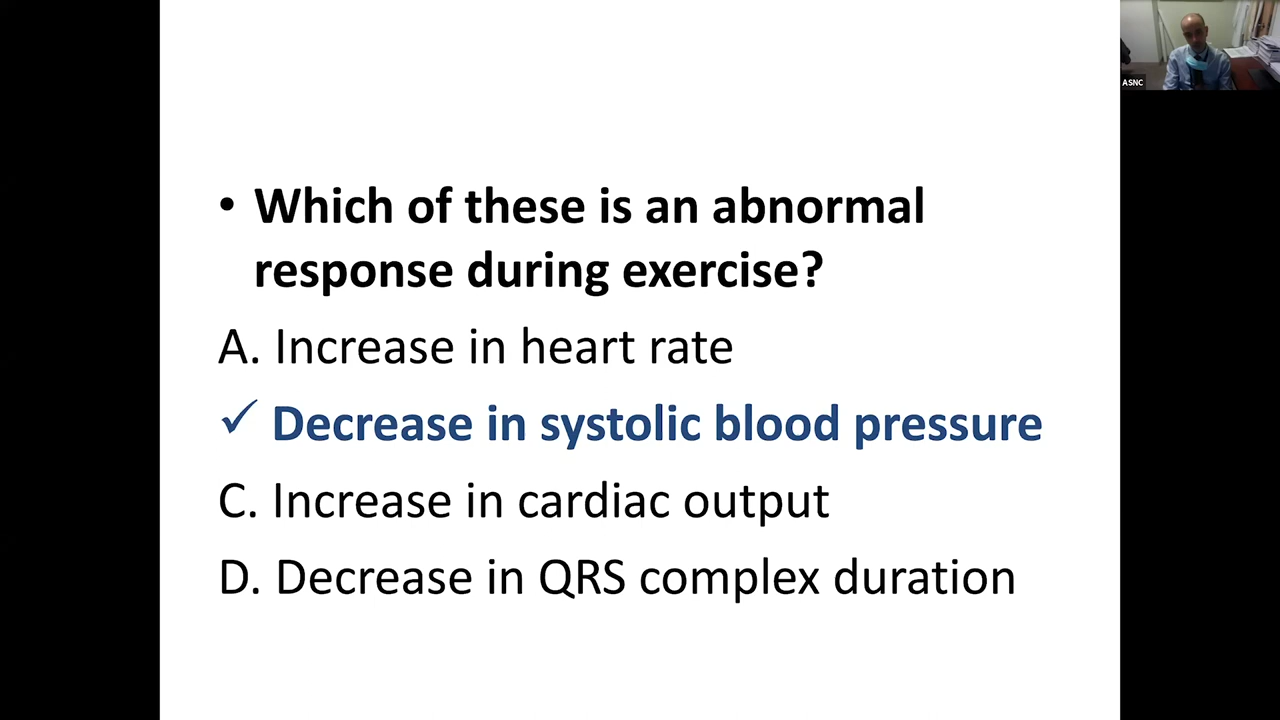 ASNC
• Which of these is an abnormal
response during exercise?
A. Increase in heart rate
✓ Decrease in systolic blood pressure
C. Increase in cardiac output
D. Decrease in QRS complex duration